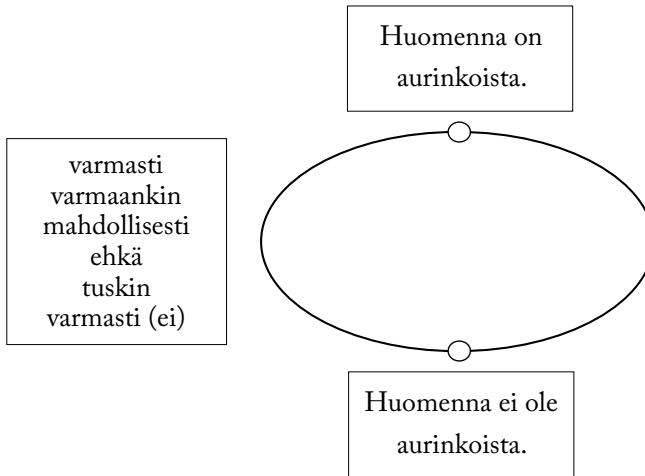 Huomenna on
aurinkoista.
varmasti
varmaankin
mahdollisesti
ehkä
tuskin
varmasti (ei)
Huomenna ei ole
aurinkoista.